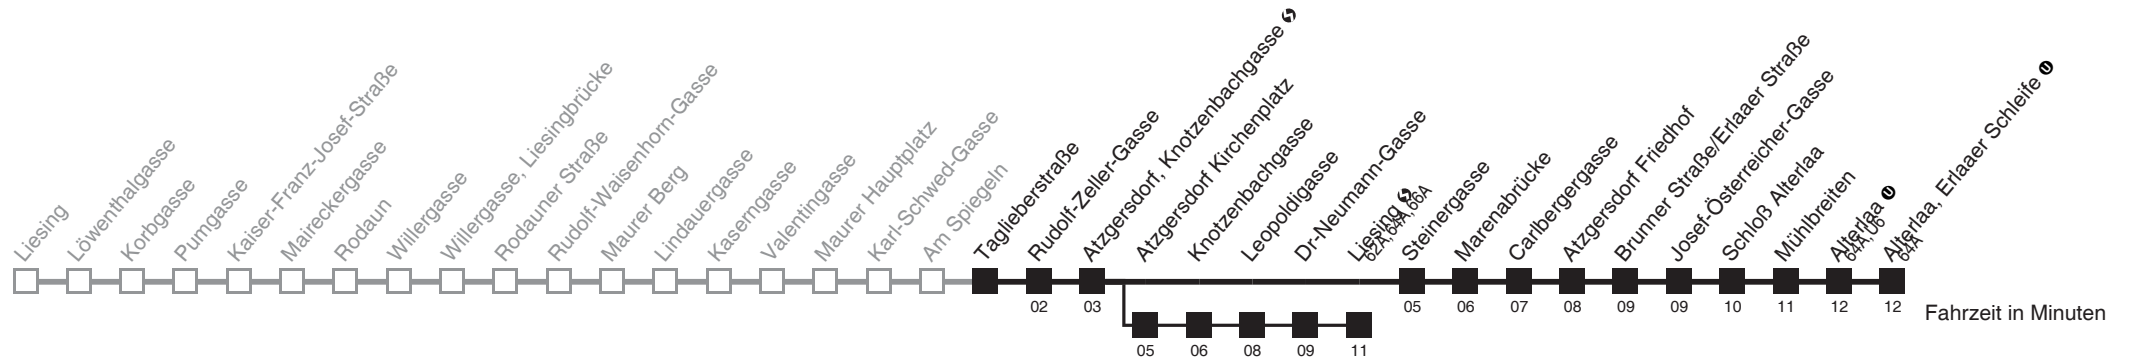 Liesing
Löwenthalgasse
Korbgasse
Purngasse
Kaiser-Franz-Josef-Straße
Maireckergasse
Rodaun
Willergasse
Willergasse, Liesingbrücke
Rodauner Straße
Rudolf-Waisenhorn-Gasse
Maurer Berg
Lindauergasse
Kaserngasse
Valentingasse
Maurer Hauptplatz
Karl-Schwed-Gasse
Am Spiegeln
Taglieberstraße
Rudolf-Zeller-Gasse
Atzgersdorf, Knotzenbachgasse
Atzgersdorf Kirchenplatz
Knotzenbachgasse
Leopoldigasse
Dr-Neumann-Gasse
Liesing
62A,64A,66A
Steinergasse
Marenabrücke
Carlbergergasse
Atzgersdorf Friedhof
Brunner Straße/Erlaaer Straße
Josef-Österreicher-Gasse
Schloß Alterlaa
Mühlbreiten
Alterlaa U
64A, U6
Alterlaa, Erlaaer Schleife U
64A
02 03 05 06 07 08 09 09 10 11 12 12 Fahrzeit in Minuten
05 06 08 09 11